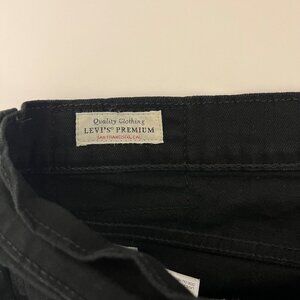 Quality Clothing
LEVI'S® PREMIUM
SAN FRANCISCO, CAL.